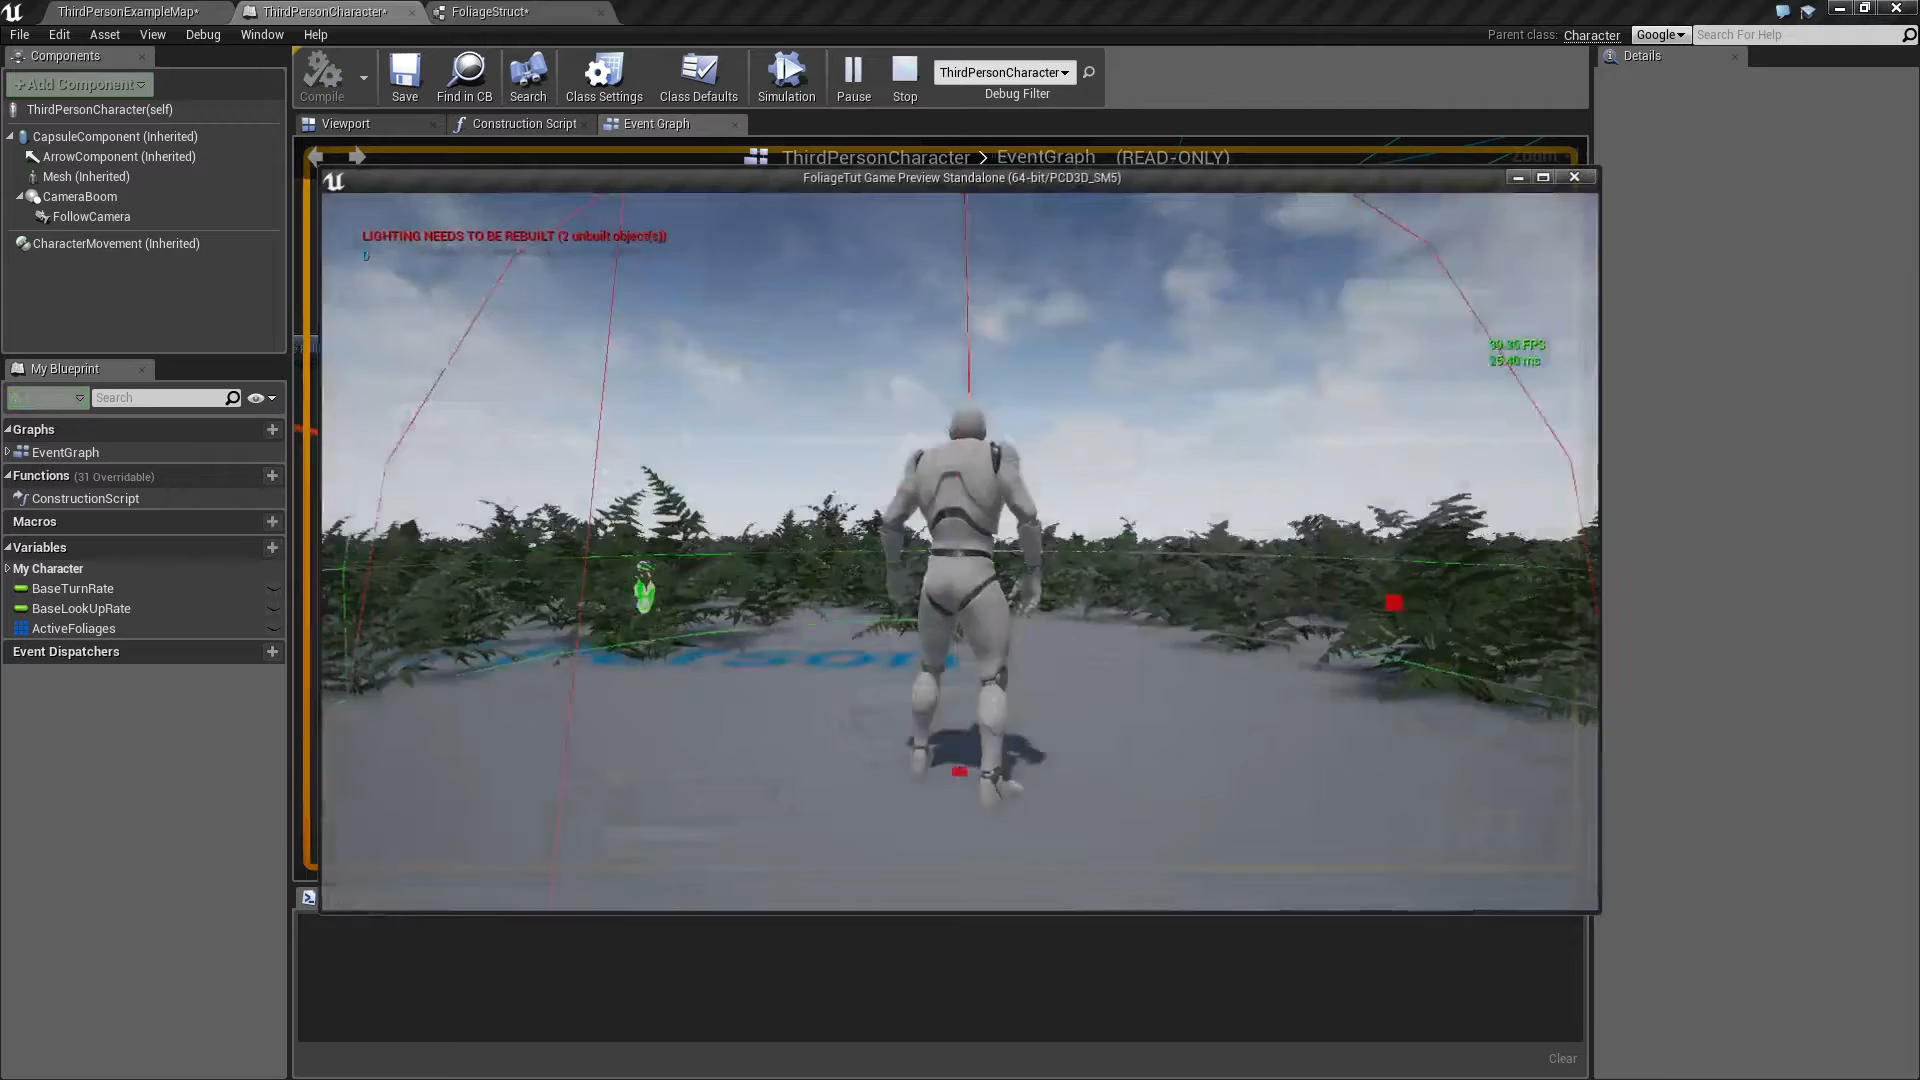 ThirdPersonExampleMap*
ThirdPersonCharacter*
FoliageStruct*
File Edit Asset View Debug Window Help
Parent class: Character
Google
Search For Help
Components
+Add Component
ThirdPersonCharacter(self)
CapsuleComponent (Inherited)
ArrowComponent (Inherited)
Mesh (Inherited)
CameraBoom
FollowCamera
CharacterMovement (Inherited)
Compile
Save
Find in CB
Search
Class Settings
Class Defaults
Simulation
Pause
Stop
ThirdPersonCharacter
Debug Filter
Details
Viewport
Construction Script
Event Graph
ThirdPersonCharacter > EventGraph (READ-ONLY)
Zoom
FoliageTut Game Preview Standalone (64-bit/PCD3D_SM5)
LIGHTING NEEDS TO BE REBUILT (2 unbuilt object(s))
0
25.40 ms
My Blueprint
Search
Graphs
EventGraph
Functions (31 Overridable)
ConstructionScript
Macros
Variables
My Character
BaseTurnRate
BaseLookUpRate
ActiveFoliages
Event Dispatchers
Clear